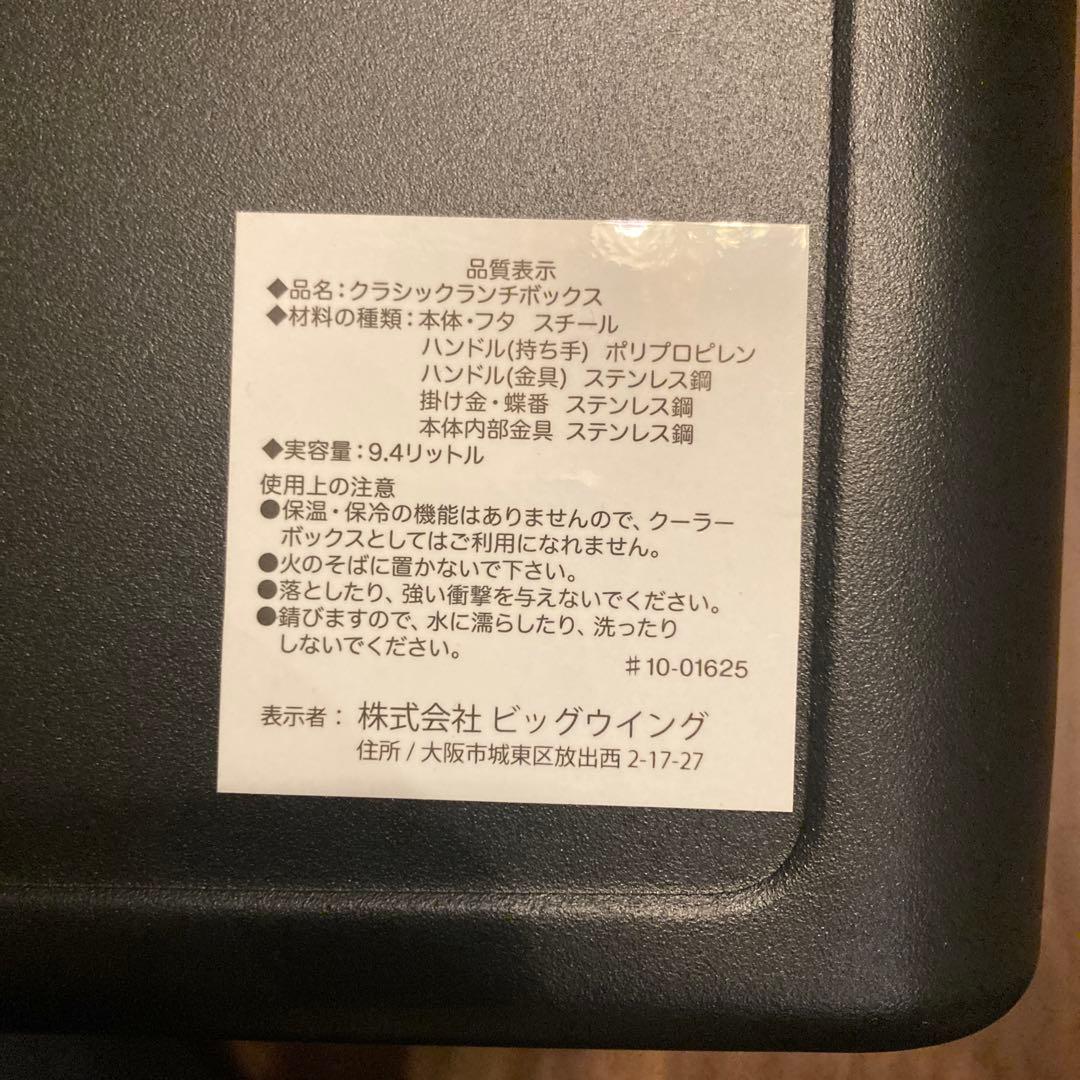 品質表示
◆品名：クラシックランチボックス
◆材料の種類：本体・フタ スチール
ハンドル(持ち手) ポリプロピレン
ハンドル(金具) ステンレス鋼
掛け金・蝶番 ステンレス鋼
本体内部金具 ステンレス鋼
◆実容量：9.4リットル
使用上の注意
●保温・保冷の機能はありませんので、クーラー
ボックスとしてはご利用になれません。
●火のそばに置かないで下さい。
●落としたり、強い衝撃を与えないでください。
●錆びますので、水に濡らしたり、洗ったり
しないでください。
♯10-01625
表示者： 株式会社 ビッグウイング
住所 / 大阪市城東区放出西 2-17-27